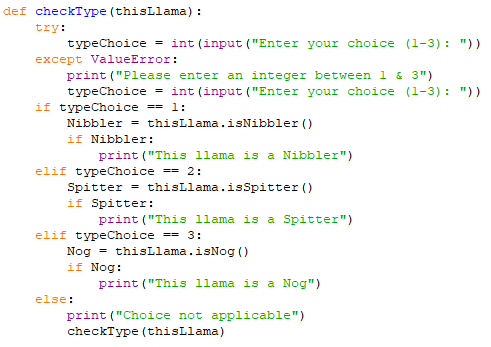 def checkType(thisLlama):
    try:
        typeChoice = int(input("Enter your choice (1-3): "))
    except ValueError:
        print("Please enter an integer between 1 & 3")
        typeChoice = int(input("Enter your choice (1-3): "))
    if typeChoice == 1:
        Nibbler = thisLlama.isNibbler()
        if Nibbler:
            print("This llama is a Nibbler")
    elif typeChoice == 2:
        Spitter = thisLlama.isSpitter()
        if Spitter:
            print("This llama is a Spitter")
    elif typeChoice == 3:
        Nog = thisLlama.isNog()
        if Nog:
            print("This llama is a Nog")
    else:
        print("Choice not applicable")
        checkType(thisLlama)